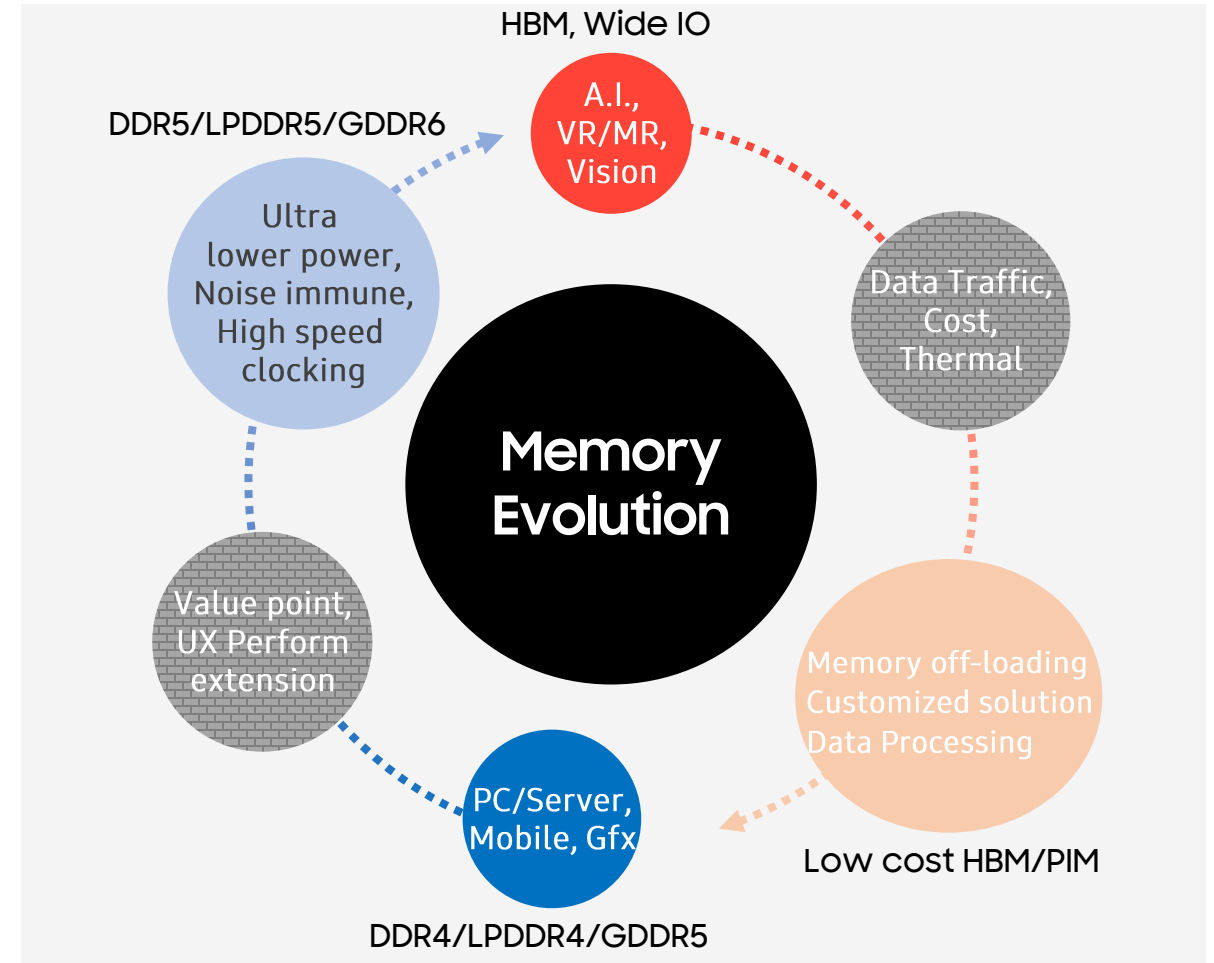 HBM, Wide IO
A.I.,
VR/MR,
Vision
DDR5/LPDDR5/GDDR6
Ultra
lower power,
Noise immune,
High speed
clocking
Data Traffic,
Cost,
Thermal
Memory
Evolution
Value point,
UX Perform
extension
Memory off-loading
Customized solution
Data Processing
Low cost HBM/PIM
PC/Server,
Mobile, Gfx
DDR4/LPDDR4/GDDR5